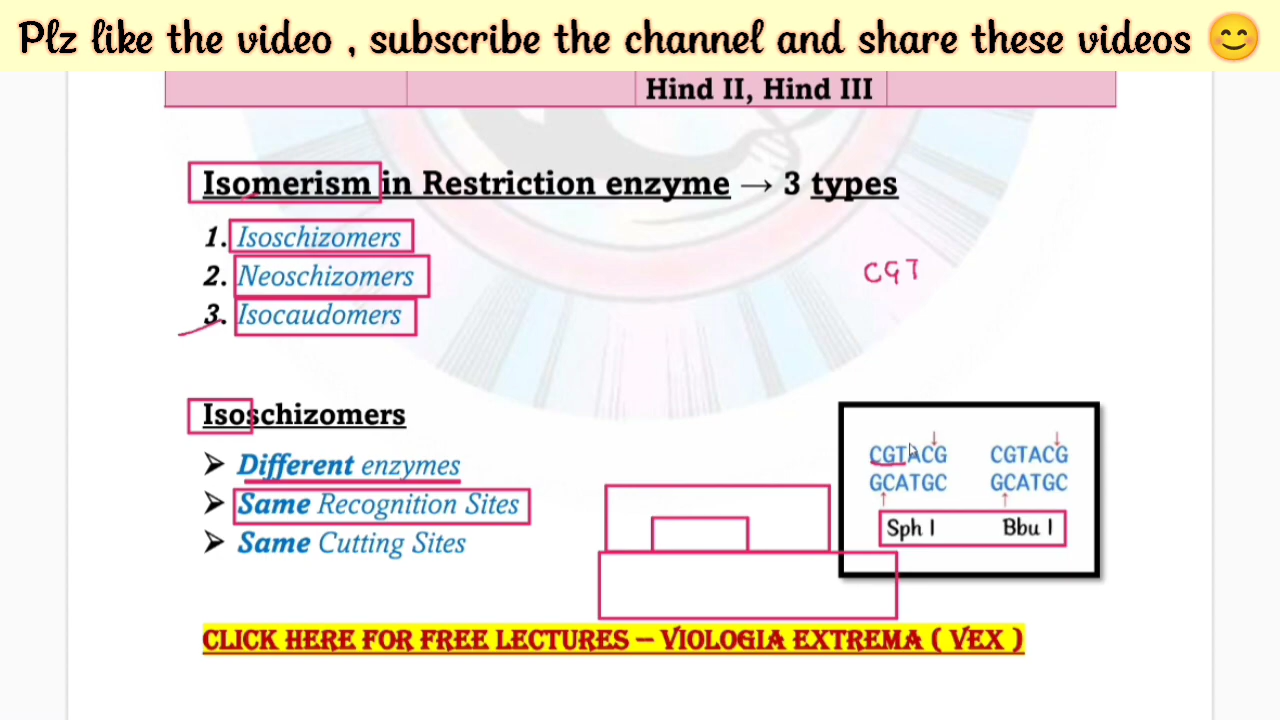 Plz like the video , subscribe the channel and share these videos 😊
Hind II, Hind III
Isomerism in Restriction enzyme → 3 types
1. Isoschizomers
2. Neoschizomers
3. Isocaudomers
CGT
Isoschizomers
➢ Different enzymes
➢ Same Recognition Sites
➢ Same Cutting Sites
CGTACG CGTACG
GCATGC GCATGC
Sph I Bbu I
CLICK HERE FOR FREE LECTURES – VIOLOGIA EXTREMA ( VEX )